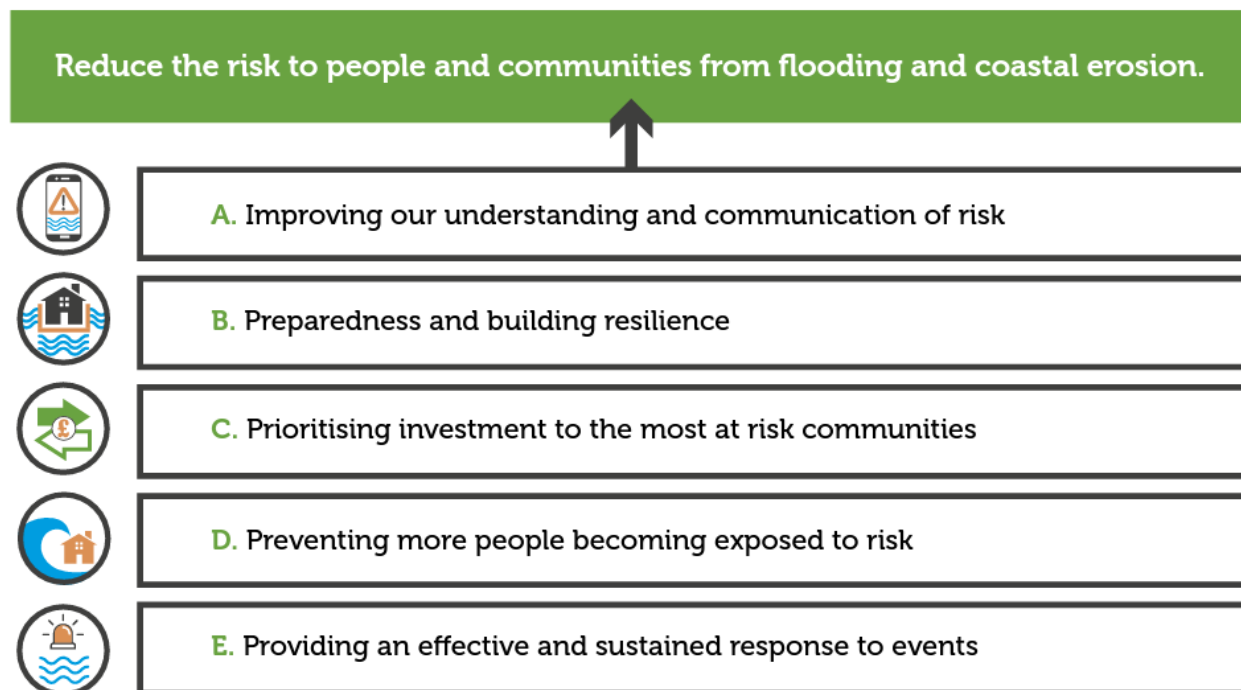 Reduce the risk to people and communities from flooding and coastal erosion.
A. Improving our understanding and communication of risk
B. Preparedness and building resilience
£
C. Prioritising investment to the most at risk communities
D. Preventing more people becoming exposed to risk
E. Providing an effective and sustained response to events